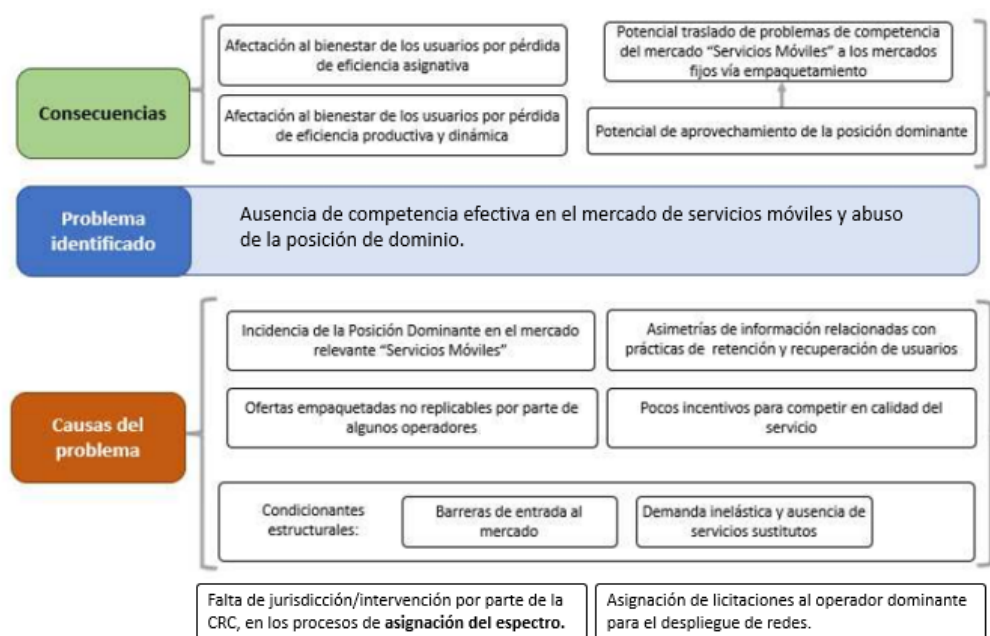 Consecuencias
Afectación al bienestar de los usuarios por pérdida
de eficiencia asignativa
Afectación al bienestar de los usuarios por pérdida
de eficiencia productiva y dinámica
Potencial traslado de problemas de competencia
del mercado “Servicios Móviles” a los mercados
fijos vía empaquetamiento
Potencial de aprovechamiento de la posición dominante
Problema
identificado
Ausencia de competencia efectiva en el mercado de servicios móviles y abuso
de la posición de dominio.
Causas del
problema
Incidencia de la Posición Dominante en el mercado
relevante “Servicios Móviles”
Asimetrías de información relacionadas con
prácticas de retención y recuperación de usuarios
Ofertas empaquetadas no replicables por parte de
algunos operadores
Pocos incentivos para competir en calidad del
servicio
Condicionantes
estructurales:
Barreras de entrada al
mercado
Demanda inelástica y ausencia de
servicios sustitutos
Falta de jurisdicción/intervención por parte de la
CRC, en los procesos de asignación del espectro.
Asignación de licitaciones al operador dominante
para el despliegue de redes.